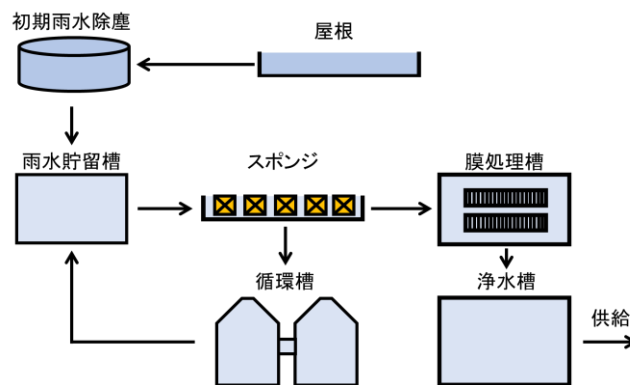 初期雨水除塵
屋根
雨水貯留槽
スポンジ
膜処理槽
循環槽
浄水槽
供給